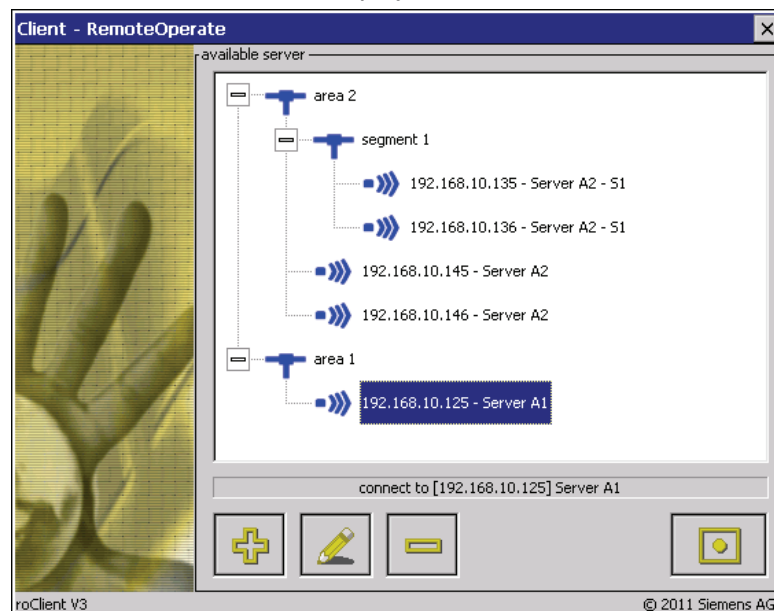 Client - RemoteOperate
available server
area 2
segment 1
192.168.10.135 - Server A2 - S1
192.168.10.136 - Server A2 - S1
192.168.10.145 - Server A2
192.168.10.146 - Server A2
area 1
192.168.10.125 - Server A1
connect to [192.168.10.125] Server A1
roClient V3
© 2011 Siemens AG